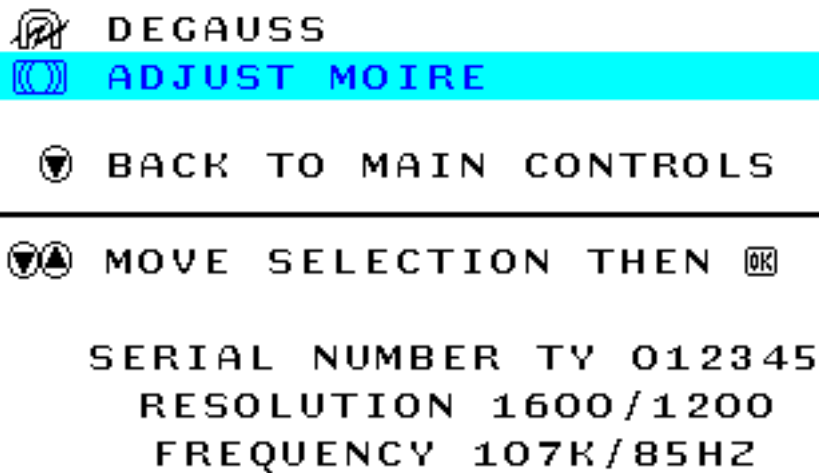 DEGAUSS
ADJUST MOIRE
BACK TO MAIN CONTROLS
MOVE SELECTION THEN OK
SERIAL NUMBER TY 012345
RESOLUTION 1600/1200
FREQUENCY 107K/85HZ